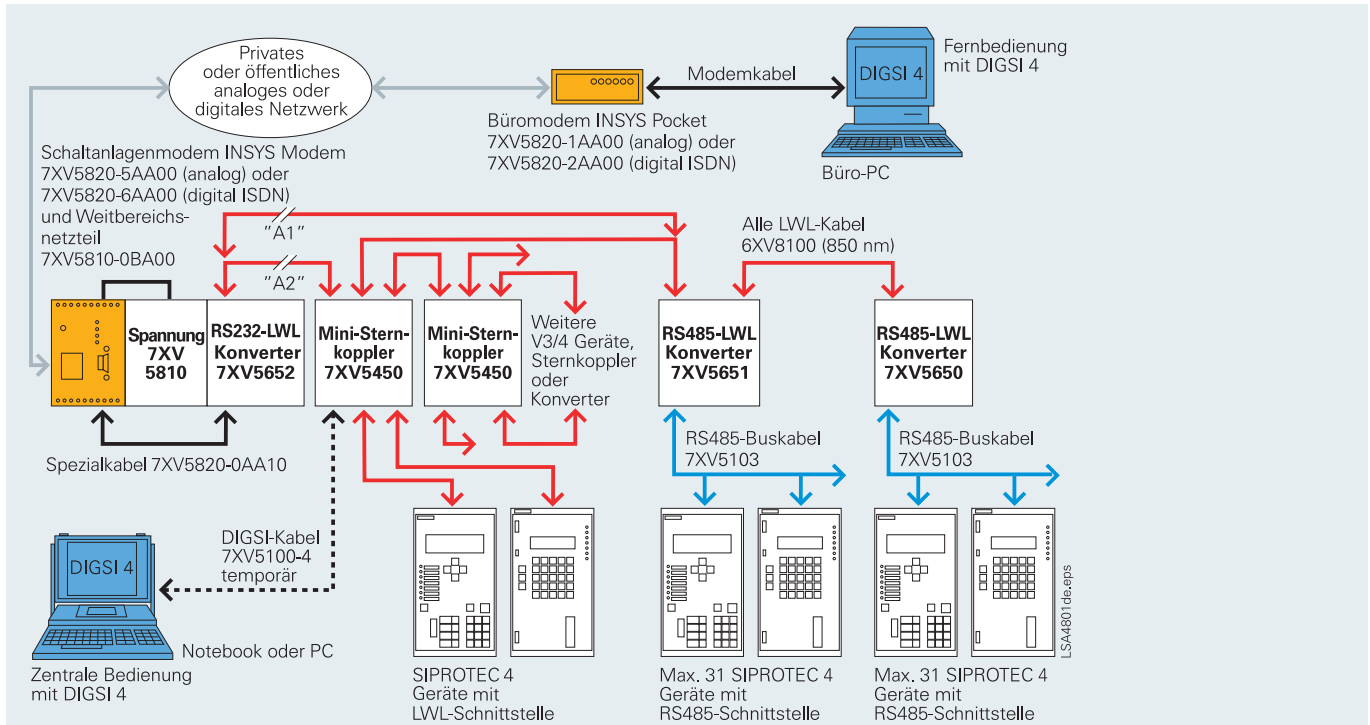 Privates
oder öffentliches
analoges oder
digitales Netzwerk
Modemkabel
DIGSI 4
Fernbedienung
mit DIGSI 4
Büromodem INSYS Pocket
7XV5820-1AA00 (analog) oder
7XV5820-2AA00 (digital ISDN)
Büro-PC
Schaltanlagenmodem INSYS Modem
7XV5820-5AA00 (analog) oder
7XV5820-6AA00 (digital ISDN)
und Weitbereichs-
netzteil
7XV5810-0BA00
"A1"
"A2"
Alle LWL-Kabel
6XV8100 (850 nm)
Spannung
7XV
5810
RS232-LWL
Konverter
7XV5652
Mini-Stern-
koppler
7XV5450
Mini-Stern-
koppler
7XV5450
Weitere
V3/4 Geräte,
Sternkoppler
oder
Konverter
RS485-LWL
Konverter
7XV5651
RS485-LWL
Konverter
7XV5650
Spezialkabel 7XV5820-0AA10
RS485-Buskabel
7XV5103
RS485-Buskabel
7XV5103
DIGSI-Kabel
7XV5100-4
temporär
DIGSI 4
Notebook oder PC
Zentrale Bedienung
mit DIGSI 4
SIPROTEC 4
Geräte mit
LWL-Schnittstelle
Max. 31 SIPROTEC 4
Geräte mit
RS485-Schnittstelle
Max. 31 SIPROTEC 4
Geräte mit
RS485-Schnittstelle
LSA4801de.eps